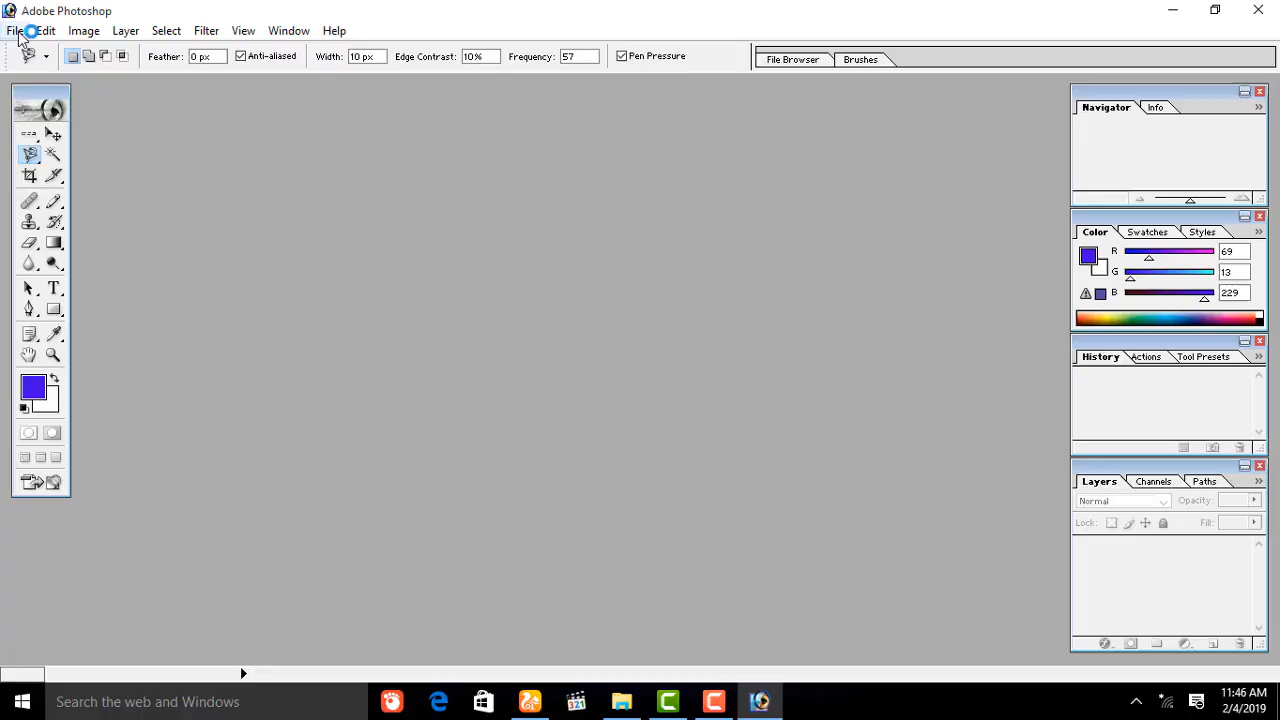 Adobe Photoshop
File Edit Image Layer Select Filter View Window Help
Feather: 0 px Anti-aliased Width: 10 px Edge Contrast: 10% Frequency: 57 Pen Pressure
File Browser Brushes
Navigator Info
Color Swatches Styles
R 69
G 13
B 229
History Actions Tool Presets
Layers Channels Paths
Normal Opacity:
Lock: Fill:
Search the web and Windows
321
11:46 AM
2/4/2019